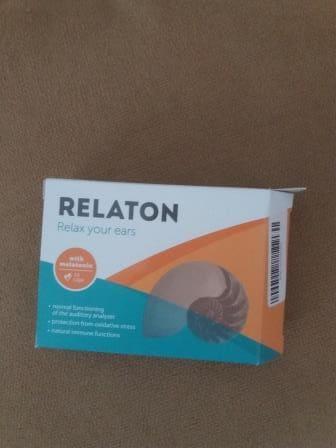 RELATON
Relax your ears
with
melatonin
• normal functioning
of the auditory analyzer
• protection from oxidative stress
• natural immune functions